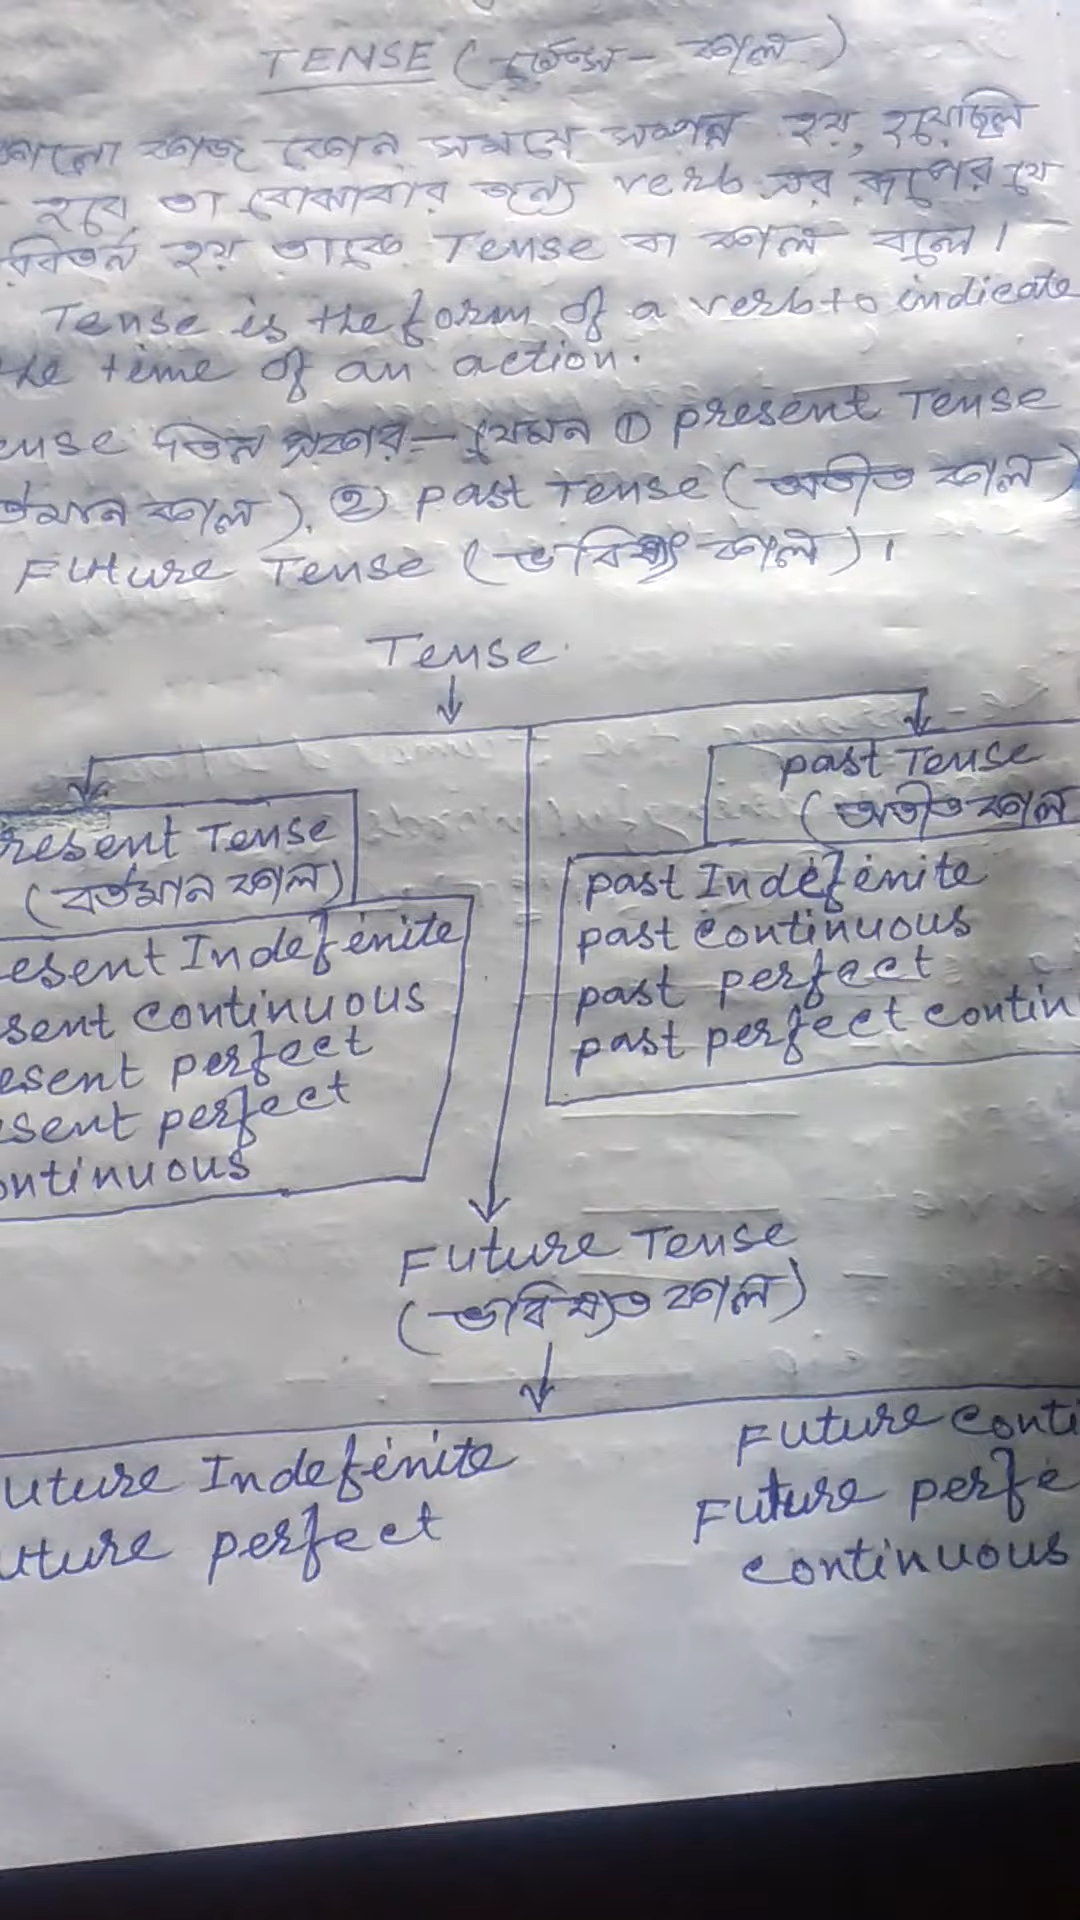 TENSE (টেন্স - কাল)
কোনো কাজ কোন সময়ে সম্পন্ন হয়, হয়েছিল
হবে তা বোঝাবার জন্য verb এর রূপের যে
রিবর্তন হয় তাকে Tense বা কাল বলে।
Tense is the form of a verb to indicate
the time of an action.
ense তিন প্রকার- যেমন ① present Tense
র্তমান কাল), ② past Tense (অতীত কাল)
Future Tense (ভবিষ্যৎ কাল)।
Tense
past Tense
(অতীত কাল
resent Tense
(বর্তমান কাল)
past Indefinite
past continuous
past perfect
past perfect contin
esent Indefinite
sent continuous
esent perfect
sent perfect
ontinuous
Future Tense
(ভবিষ্যত কাল)
uture Indefinite
uture perfect
Future conti
Future perfe
continuous